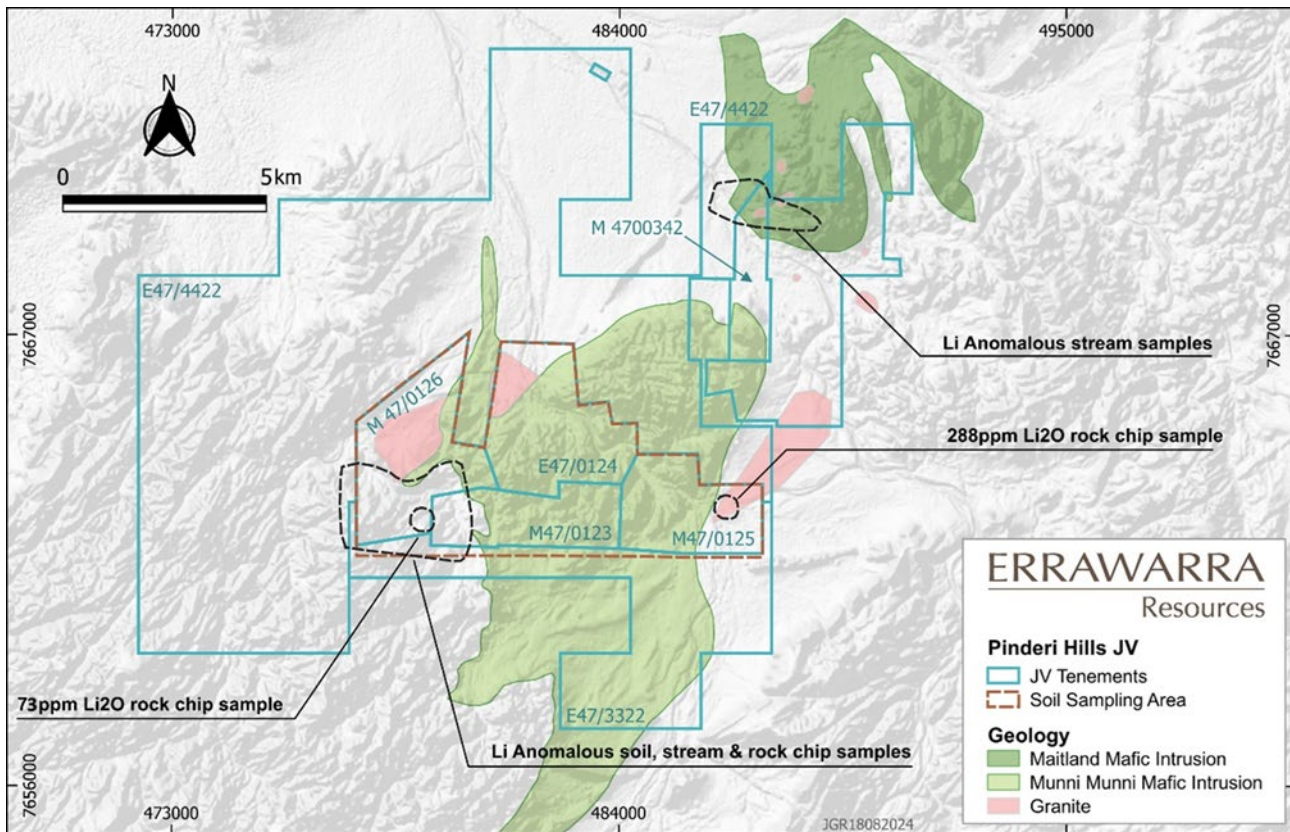 473000
484000
495000
N
0
5km
E47/4422
M 4700342
E47/4422
7667000
7667000
Li Anomalous stream samples
M 47/0126
288ppm Li2O rock chip sample
E47/0124
M47/0123
M47/0125
ERRAWARRA
Resources
Pinderi Hills JV
JV Tenements
Soil Sampling Area
73ppm Li2O rock chip sample
E47/3322
Li Anomalous soil, stream & rock chip samples
Geology
Maitland Mafic Intrusion
Munni Munni Mafic Intrusion
Granite
7656000
473000
484000
JGR18082024